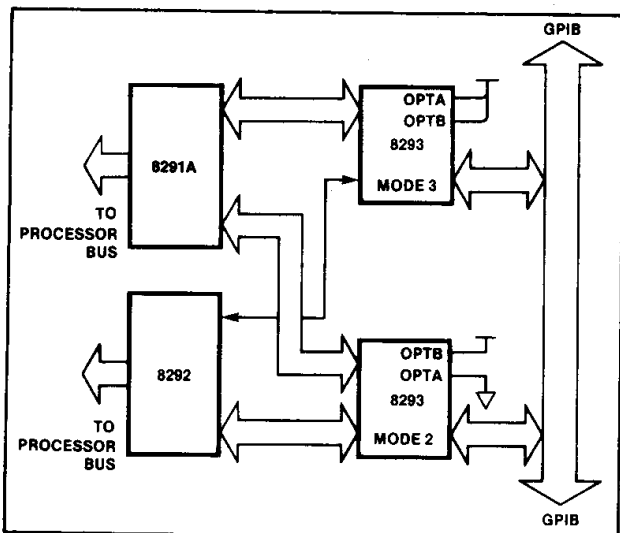 GPIB
OPTA
OPTB
8293
MODE 3
8291A
TO
PROCESSOR
BUS
8292
TO
PROCESSOR
BUS
OPTB
OPTA
8293
MODE 2
GPIB